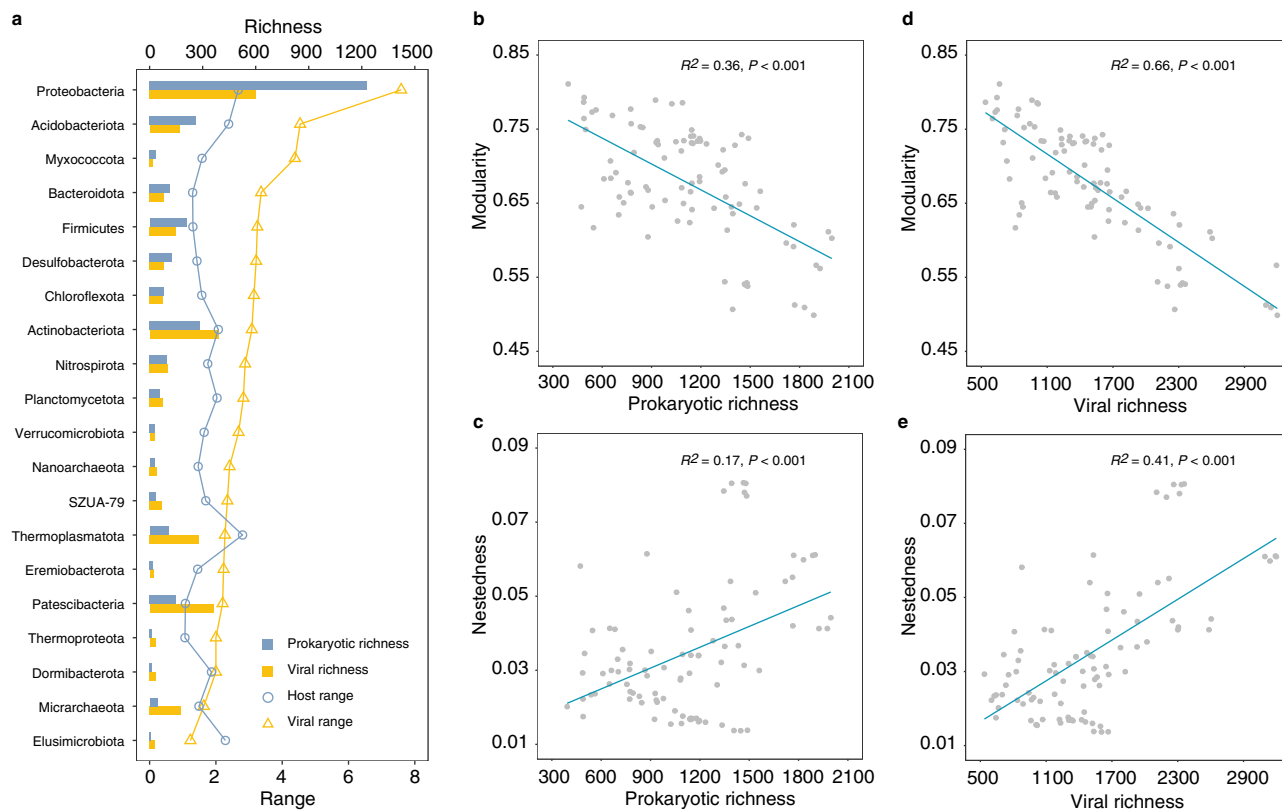 a
Richness
0 300 600 900 1200 1500
Proteobacteria
Acidobacteriota
Myxococcota
Bacteroidota
Firmicutes
Desulfobacterota
Chloroflexota
Actinobacteriota
Nitrospirota
Planctomycetota
Verrucomicrobiota
Nanoarchaeota
SZUA-79
Thermoplasmatota
Eremiobacterota
Patescibacteria
Thermoproteota
Dormibacterota
Micrarchaeota
Elusimicrobiota
Prokaryotic richness
Viral richness
Host range
Viral range
0 2 4 6 8
Range
b
R² = 0.36, P < 0.001
Modularity
0.85
0.75
0.65
0.55
0.45
300 600 900 1200 1500 1800 2100
Prokaryotic richness
c
R² = 0.17, P < 0.001
Nestedness
0.09
0.07
0.05
0.03
0.01
300 600 900 1200 1500 1800 2100
Prokaryotic richness
d
R² = 0.66, P < 0.001
Modularity
0.85
0.75
0.65
0.55
0.45
500 1100 1700 2300 2900
Viral richness
e
R² = 0.41, P < 0.001
Nestedness
0.09
0.07
0.05
0.03
0.01
500 1100 1700 2300 2900
Viral richness